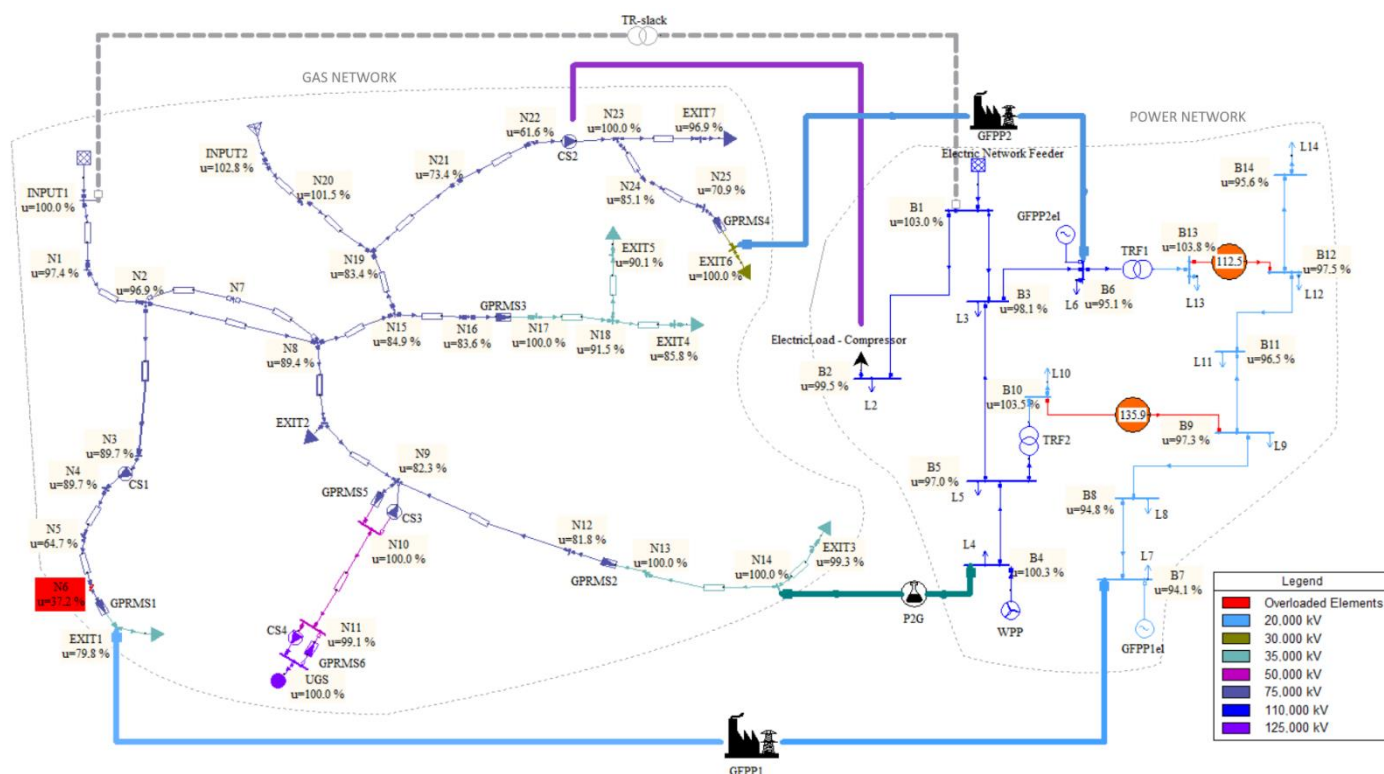 TR-slack
GAS NETWORK
POWER NETWORK
INPUT1
u=100.0 %
N1
u=97.4 %
N2
u=96.9 %
N7
INPUT2
u=102.8 %
N20
u=101.5 %
N21
u=73.4 %
N22
u=61.6 %
CS2
N23
u=100.0 %
EXIT7
u=96.9 %
N24
u=85.1 %
N25
u=70.9 %
GPRMS4
EXIT6
u=100.0 %
N19
u=83.4 %
EXIT5
u=90.1 %
N8
u=89.4 %
N15
u=84.9 %
N16
u=83.6 %
GPRMS3
N17
u=100.0 %
N18
u=91.5 %
EXIT4
u=85.8 %
N3
u=89.7 %
N4
u=89.7 %
CS1
EXIT2
N9
u=82.3 %
GPRMS5
CS3
N10
u=100.0 %
N5
u=64.7 %
N6
u=37.2 %
GPRMS1
EXIT1
u=79.8 %
N12
u=81.8 %
GPRMS2
N13
u=100.0 %
N14
u=100.0 %
EXIT3
u=99.3 %
CS4
N11
u=99.1 %
GPRMS6
UGS
u=100.0 %
P2G
GFPP1
GFPP2
Electric Network Feeder
B1
u=103.0 %
GFPP2el
L6
B6
u=95.1 %
TRF1
B13
u=103.8 %
L13
112.5
L14
B14
u=95.6 %
B12
u=97.5 %
L12
B3
u=98.1 %
L3
ElectricLoad - Compressor
B2
u=99.5 %
L2
L10
B10
u=103.5 %
TRF2
135.9
B11
u=96.5 %
L11
B9
u=97.3 %
L9
B5
u=97.0 %
L5
B8
u=94.8 %
L8
L4
B4
u=100.3 %
WPP
L7
B7
u=94.1 %
GFPP1el
Legend
Overloaded Elements
20,000 kV
30.000 kV
35,000 kV
50,000 kV
75,000 kV
110,000 kV
125,000 kV